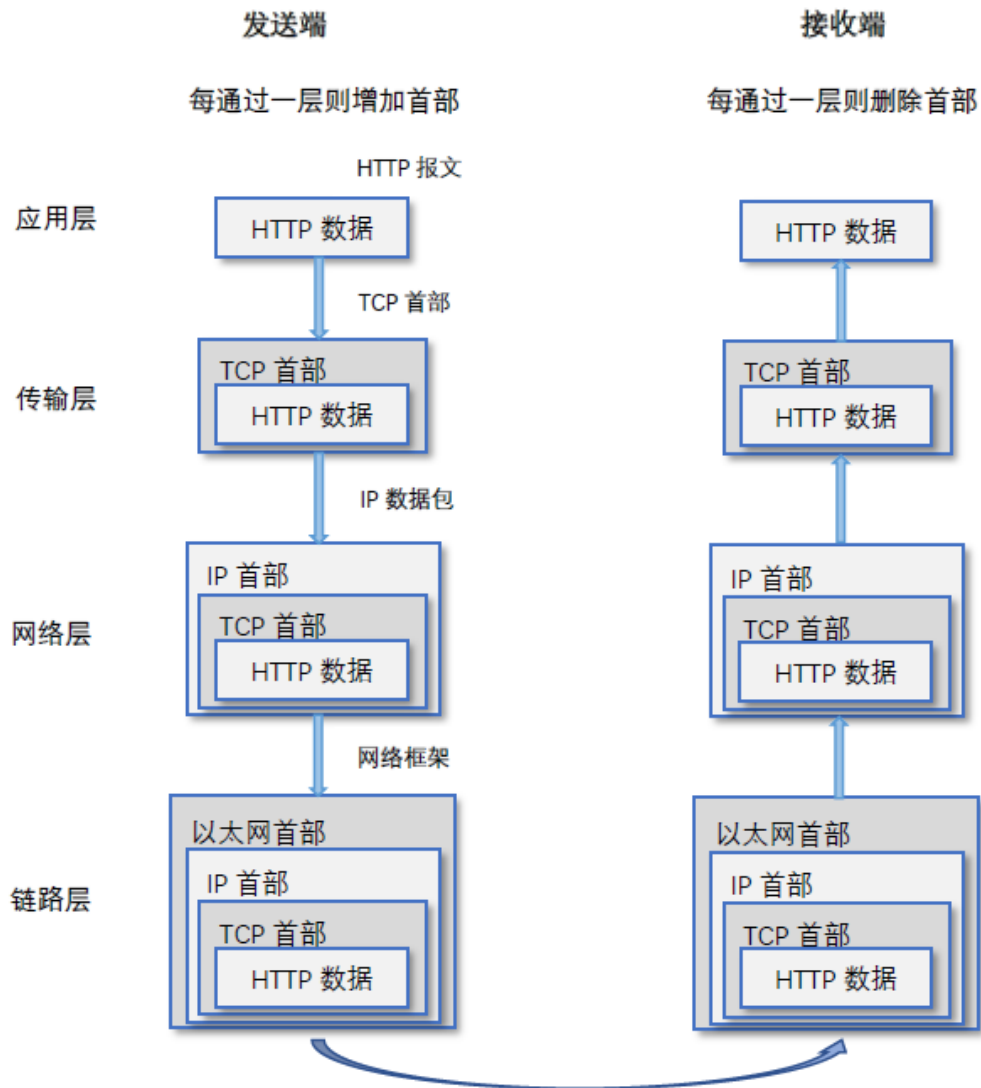 发送端
接收端
每通过一层则增加首部
每通过一层则删除首部
HTTP 报文
应用层
HTTP 数据
HTTP 数据
TCP 首部
传输层
TCP 首部
HTTP 数据
TCP 首部
HTTP 数据
IP 数据包
网络层
IP 首部
TCP 首部
HTTP 数据
IP 首部
TCP 首部
HTTP 数据
网络框架
链路层
以太网首部
IP 首部
TCP 首部
HTTP 数据
以太网首部
IP 首部
TCP 首部
HTTP 数据